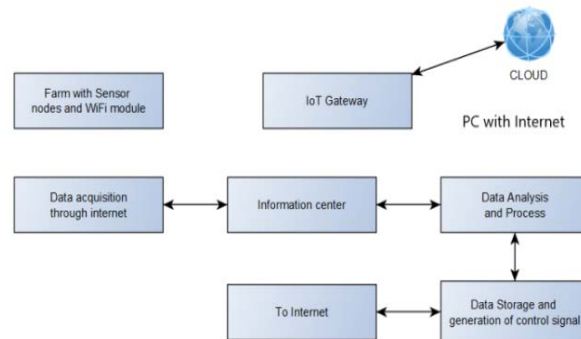 CLOUD
Farm with Sensor
nodes and WiFi module
IoT Gateway
PC with Internet
Data acquisition
through internet
Information center
Data Analysis
and Process
To Internet
Data Storage and
generation of control signal